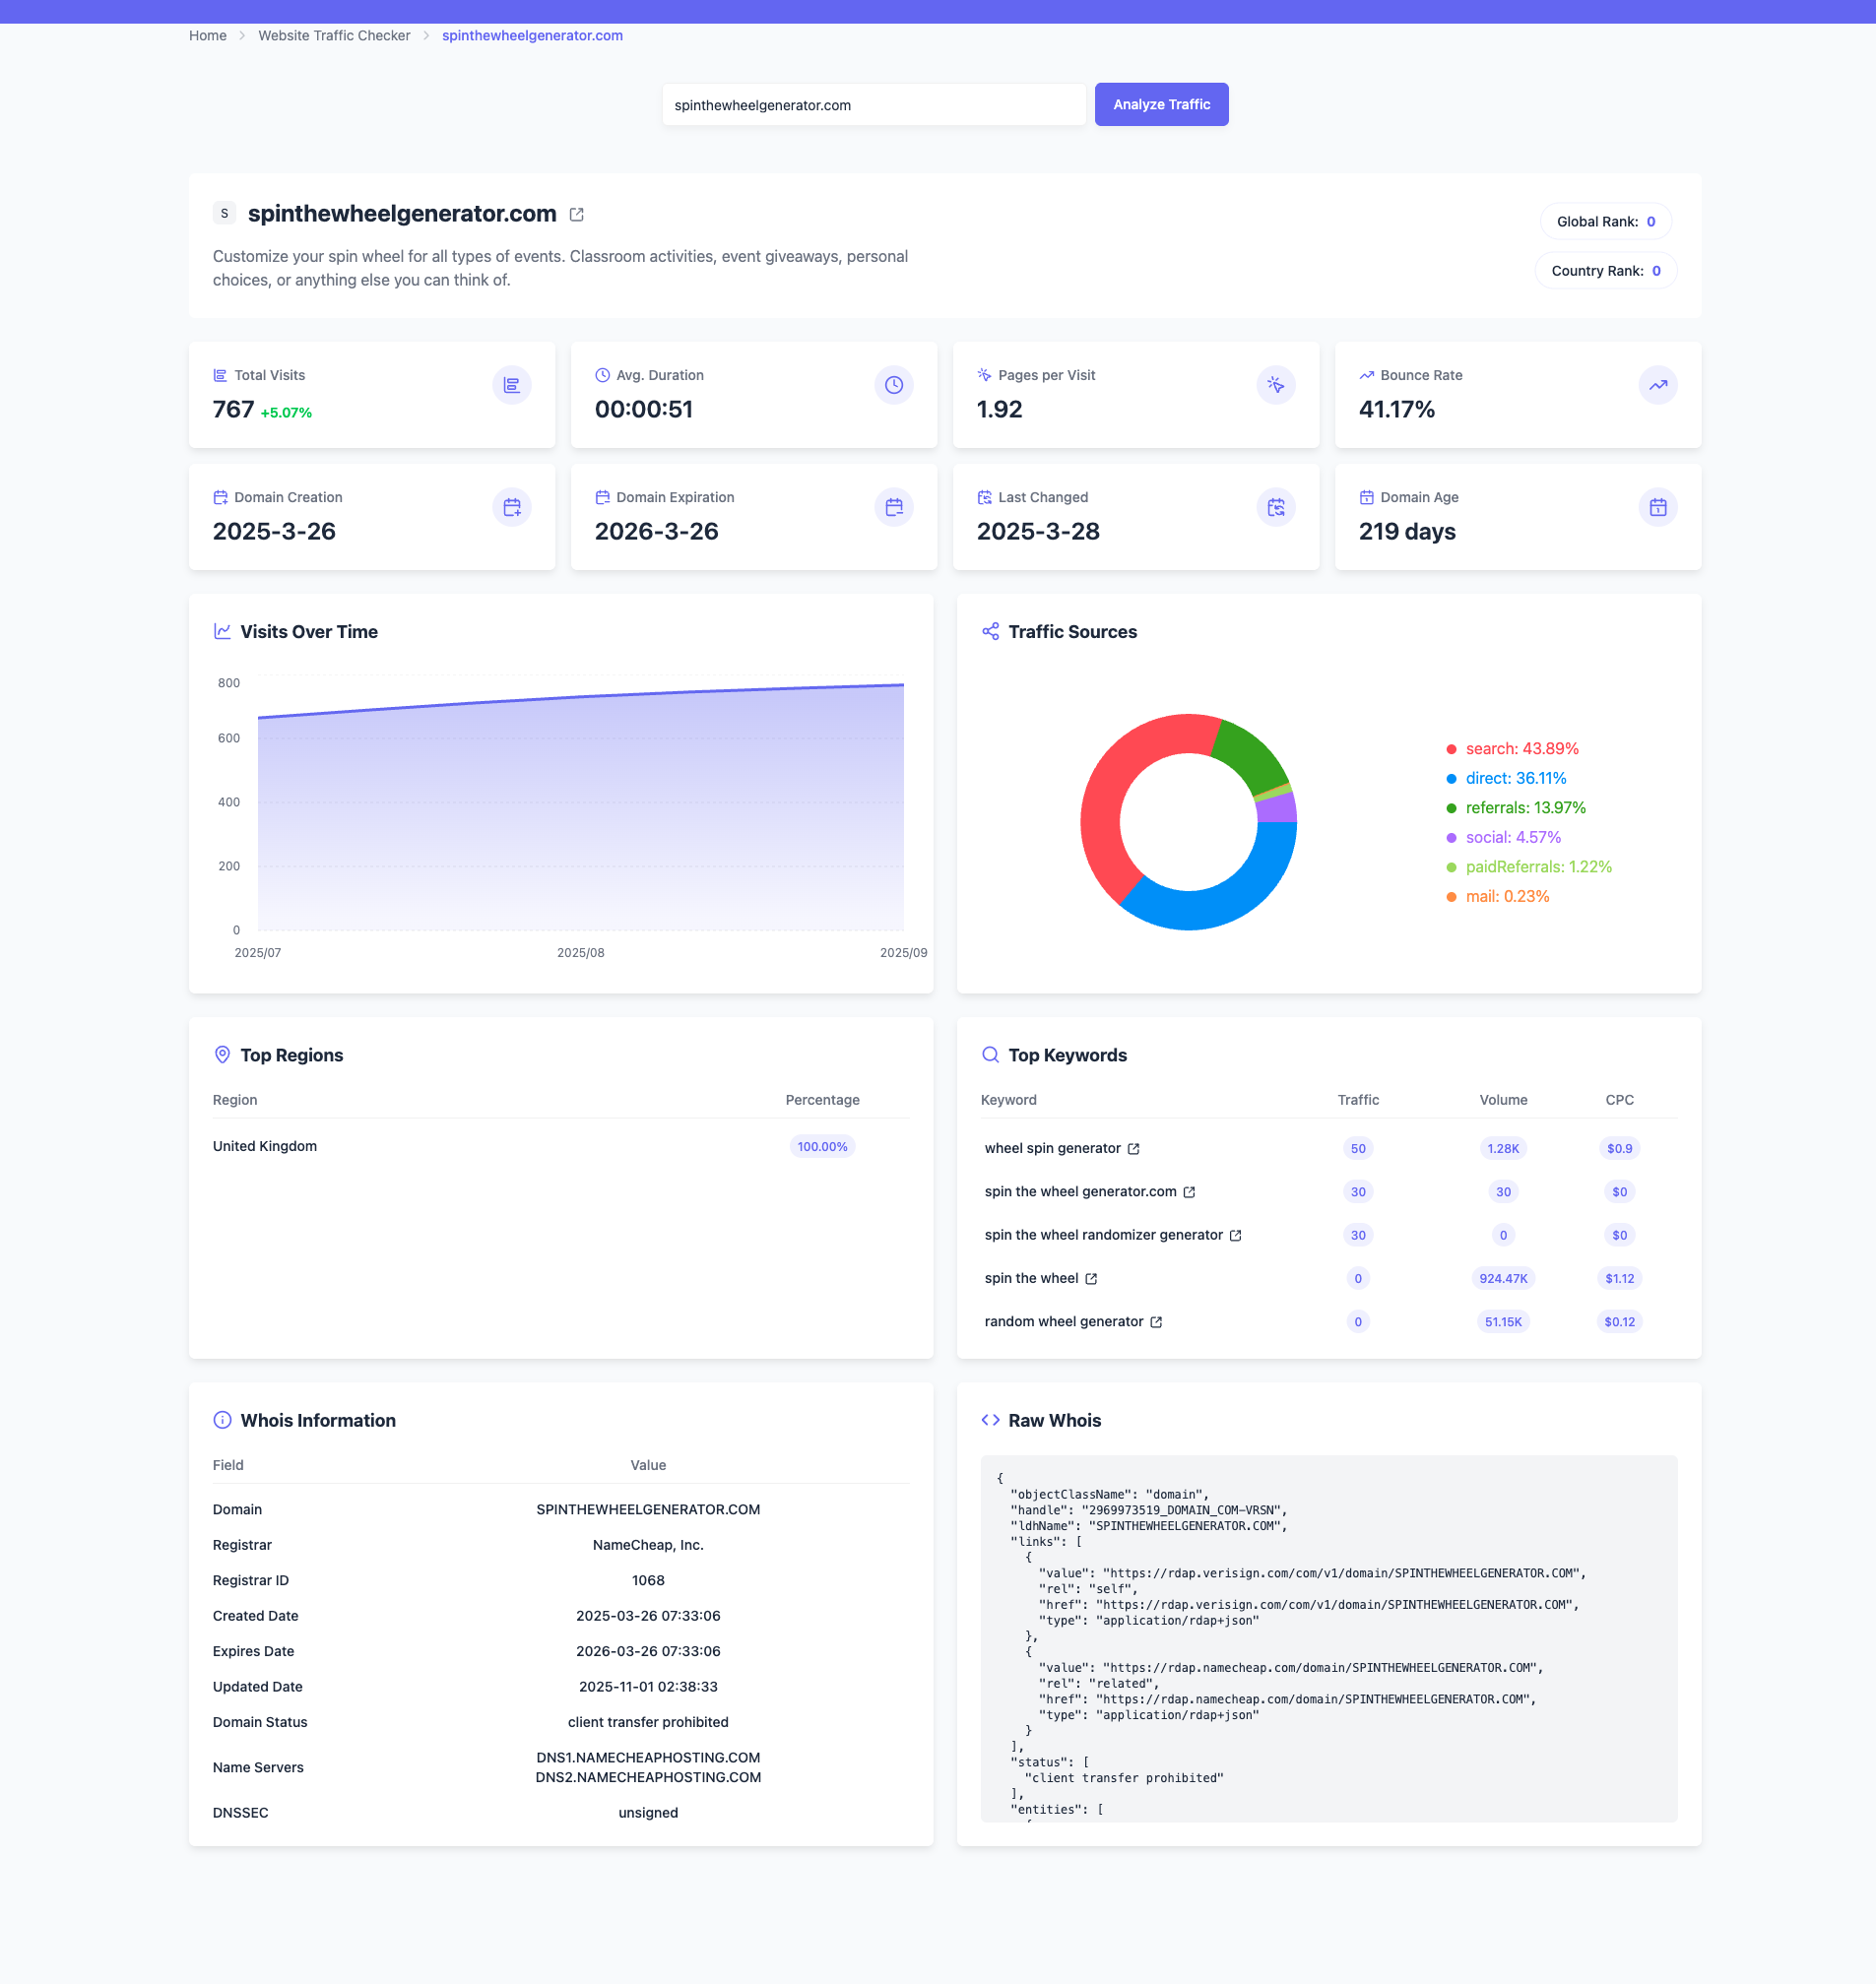 Home > Website Traffic Checker > spinthewheelgenerator.com
spinthewheelgenerator.com
Analyze Traffic
S spinthewheelgenerator.com
Customize your spin wheel for all types of events. Classroom activities, event giveaways, personal
choices, or anything else you can think of.
Global Rank: 0
Country Rank: 0
Total Visits
767 +5.07%
Avg. Duration
00:00:51
Pages per Visit
1.92
Bounce Rate
41.17%
Domain Creation
2025-3-26
Domain Expiration
2026-3-26
Last Changed
2025-3-28
Domain Age
219 days
Visits Over Time
800
600
400
200
0
2025/07 2025/08 2025/09
Traffic Sources
search: 43.89%
direct: 36.11%
referrals: 13.97%
social: 4.57%
paidReferrals: 1.22%
mail: 0.23%
Top Regions
Region Percentage
United Kingdom 100.00%
Top Keywords
Keyword Traffic Volume CPC
wheel spin generator 50 1.28K $0.9
spin the wheel generator.com 30 30 $0
spin the wheel randomizer generator 30 0 $0
spin the wheel 0 924.47K $1.12
random wheel generator 0 51.15K $0.12
Whois Information
Field Value
Domain SPINTHEWHEELGENERATOR.COM
Registrar NameCheap, Inc.
Registrar ID 1068
Created Date 2025-03-26 07:33:06
Expires Date 2026-03-26 07:33:06
Updated Date 2025-11-01 02:38:33
Domain Status client transfer prohibited
Name Servers DNS1.NAMECHEAPHOSTING.COM
DNS2.NAMECHEAPHOSTING.COM
DNSSEC unsigned
Raw Whois
{
"objectClassName": "domain",
"handle": "2969973519_DOMAIN_COM-VRSN",
"ldhName": "SPINTHEWHEELGENERATOR.COM",
"links": [
{
"value": "https://rdap.verisign.com/com/v1/domain/SPINTHEWHEELGENERATOR.COM",
"rel": "self",
"href": "https://rdap.verisign.com/com/v1/domain/SPINTHEWHEELGENERATOR.COM",
"type": "application/rdap+json"
},
{
"value": "https://rdap.namecheap.com/domain/SPINTHEWHEELGENERATOR.COM",
"rel": "related",
"href": "https://rdap.namecheap.com/domain/SPINTHEWHEELGENERATOR.COM",
"type": "application/rdap+json"
}
],
"status": [
"client transfer prohibited"
],
"entities": [